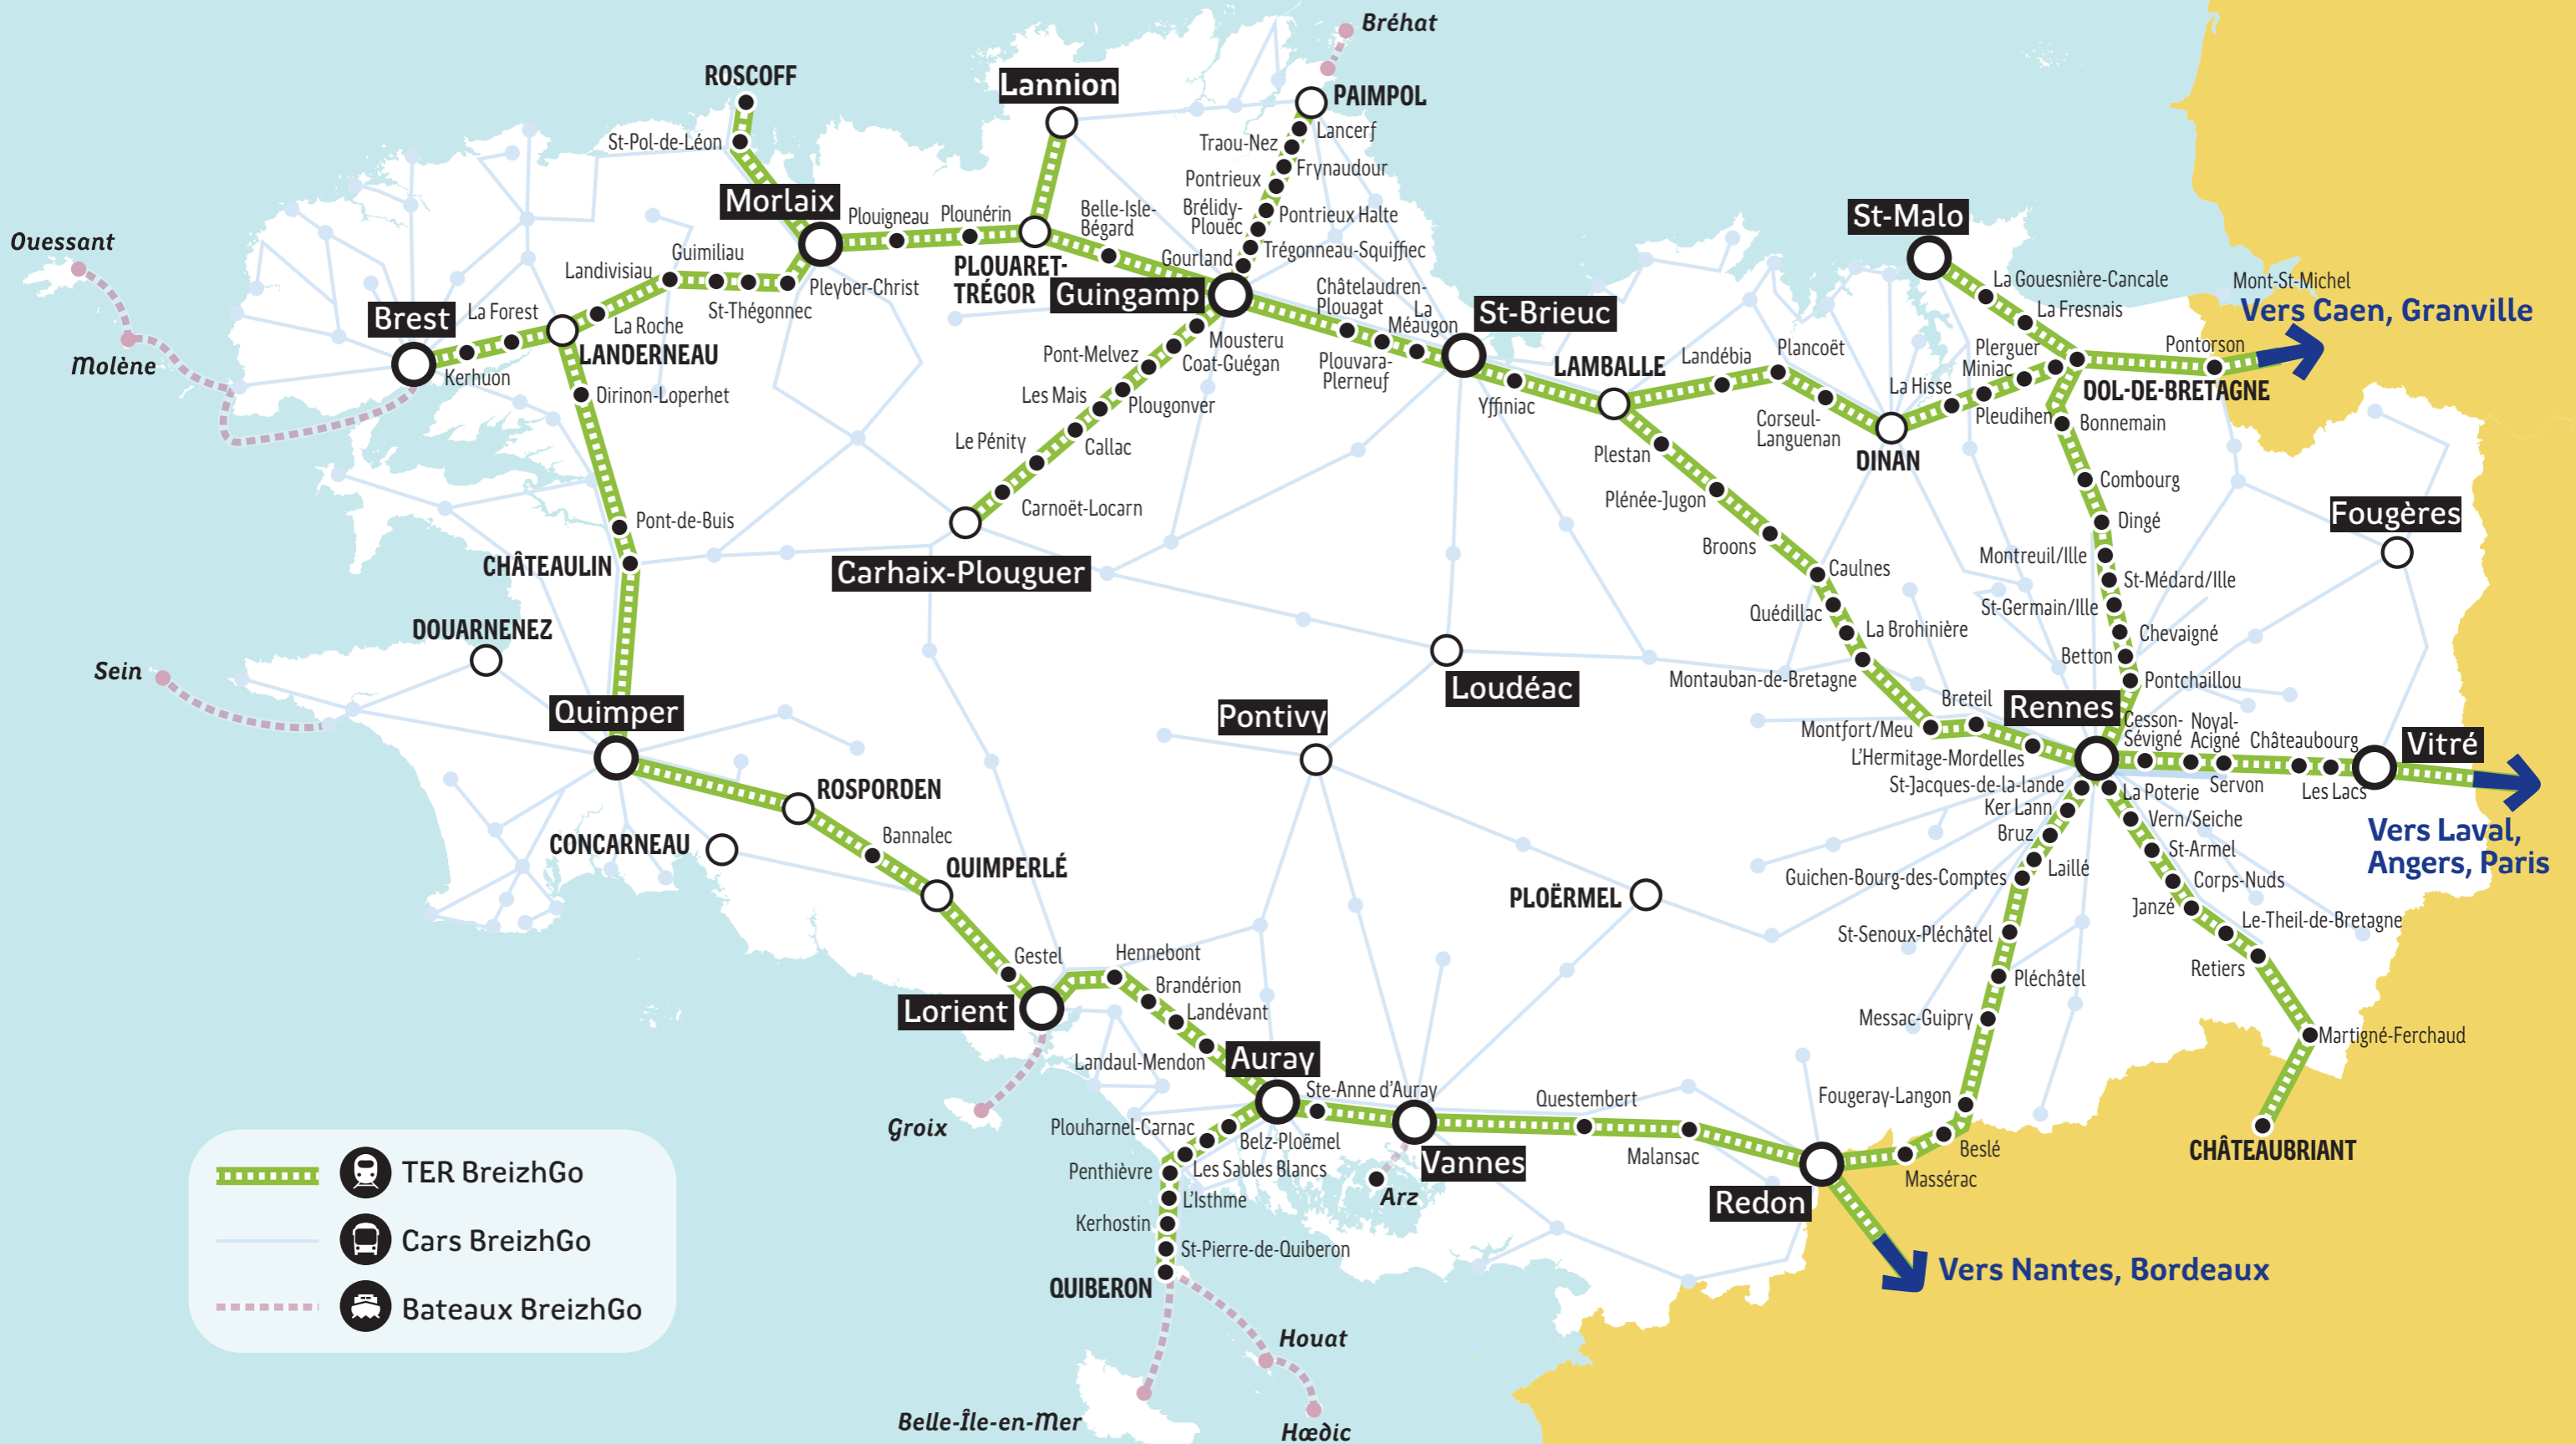 Bréhat
ROSCOFF
Lannion
PAIMPOL
St-Pol-de-Léon
Lancerf
Traou-Nez
Frynaudour
Pontrieux
Morlaix
Plouigneau
Plounérin
Belle-Isle-
Bégard
Brélidy-
Plouëc
Pontrieux Halte
St-Malo
Ouessant
Guimiliau
Gourland
Trégonneau-Squiffiec
Landivisiau
PLOUARET-
TRÉGOR
Pleyber-Christ
Guingamp
Châtelaudren-
Plouagat
La
Méaugon
St-Brieuc
La Gouesnière-Cancale
La Fresnais
Mont-St-Michel
Vers Caen, Granville
Brest
La Forest
La Roche
St-Thégonnec
LANDERNEAU
Molène
Kerhuon
Mousteru
Pont-Melvez
Coat-Guégan
Plouvara-
Plerneuf
LAMBALLE
Landébia
Plancoët
Plerguer
Miniac
Pontorson
DOL-DE-BRETAGNE
Dirinon-Loperhet
Les Mais
Plougonver
Yffiniac
La Hisse
Pleudihen
Bonnemain
Le Pénity
Callac
Corseul-
Languenan
DINAN
Plestan
Carnoët-Locarn
Plénée-Jugon
Combourg
Pont-de-Buis
Dingé
Fougères
CHÂTEAULIN
Carhaix-Plouguer
Broons
Caulnes
Montreuil/Ille
St-Médard/Ille
Quédillac
St-Germain/Ille
DOUARNENEZ
La Brohinière
Chevaigné
Betton
Sein
Loudéac
Montauban-de-Bretagne
Pontchaillou
Quimper
Pontivy
Breteil
Rennes
Cesson-
Sévigné
Noyal-
Acigné
Châteaubourg
Vitré
Montfort/Meu
L'Hermitage-Mordelles
ROSPORDEN
St-Jacques-de-la-lande
La Poterie
Servon
Les Lacs
Ker Lann
Vern/Seiche
Bannalec
Bruz
Vers Laval,
Angers, Paris
CONCARNEAU
St-Armel
QUIMPERLÉ
Laillé
Guichen-Bourg-des-Comptes
Corps-Nuds
PLOËRMEL
Janzé
Le-Theil-de-Bretagne
St-Senoux-Pléchâtel
Gestel
Hennebont
Retiers
Pléchâtel
Brandérion
Lorient
Landévant
Messac-Guipry
Martigné-Ferchaud
Landaul-Mendon
Auray
Ste-Anne d'Auray
Questembert
Fougeray-Langon
Groix
Plouharnel-Carnac
Belz-Ploëmel
Malansac
Beslé
CHÂTEAUBRIANT
Vannes
Penthièvre
Les Sables Blancs
Massérac
L'Isthme
Arz
Redon
Kerhostin
St-Pierre-de-Quiberon
QUIBERON
Vers Nantes, Bordeaux
TER BreizhGo
Cars BreizhGo
Bateaux BreizhGo
Houat
Belle-Île-en-Mer
Hœdic